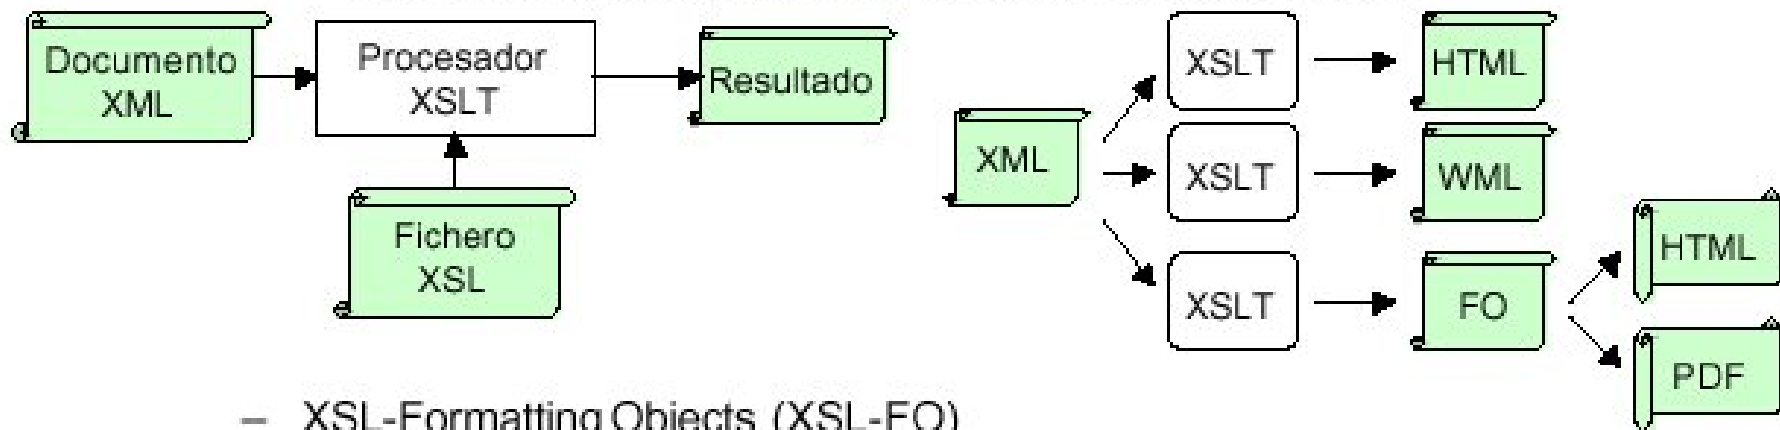 Documento
XML
Procesador
XSLT
Resultado
Fichero
XSL
XML
XSLT
HTML
XSLT
WML
XSLT
FO
HTML
PDF
– XSL-Formatting Objects (XSL-FO)